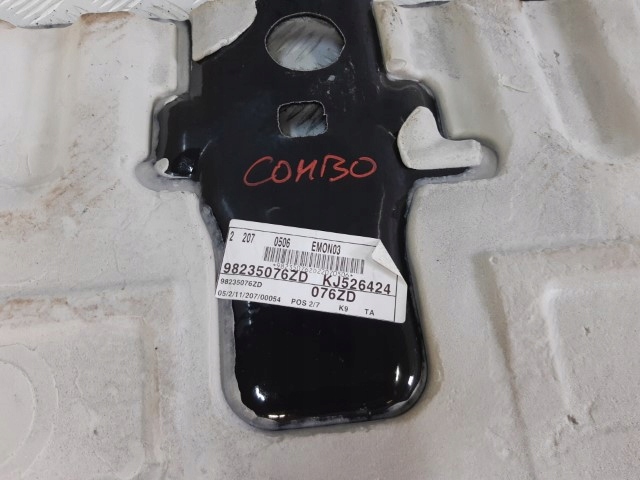 COMBO
2 207 0506 EMON03
98235076ZD KJ526424
98235076ZD 076ZD
05/2/11/207/00054 POS 2/7 K9 TA